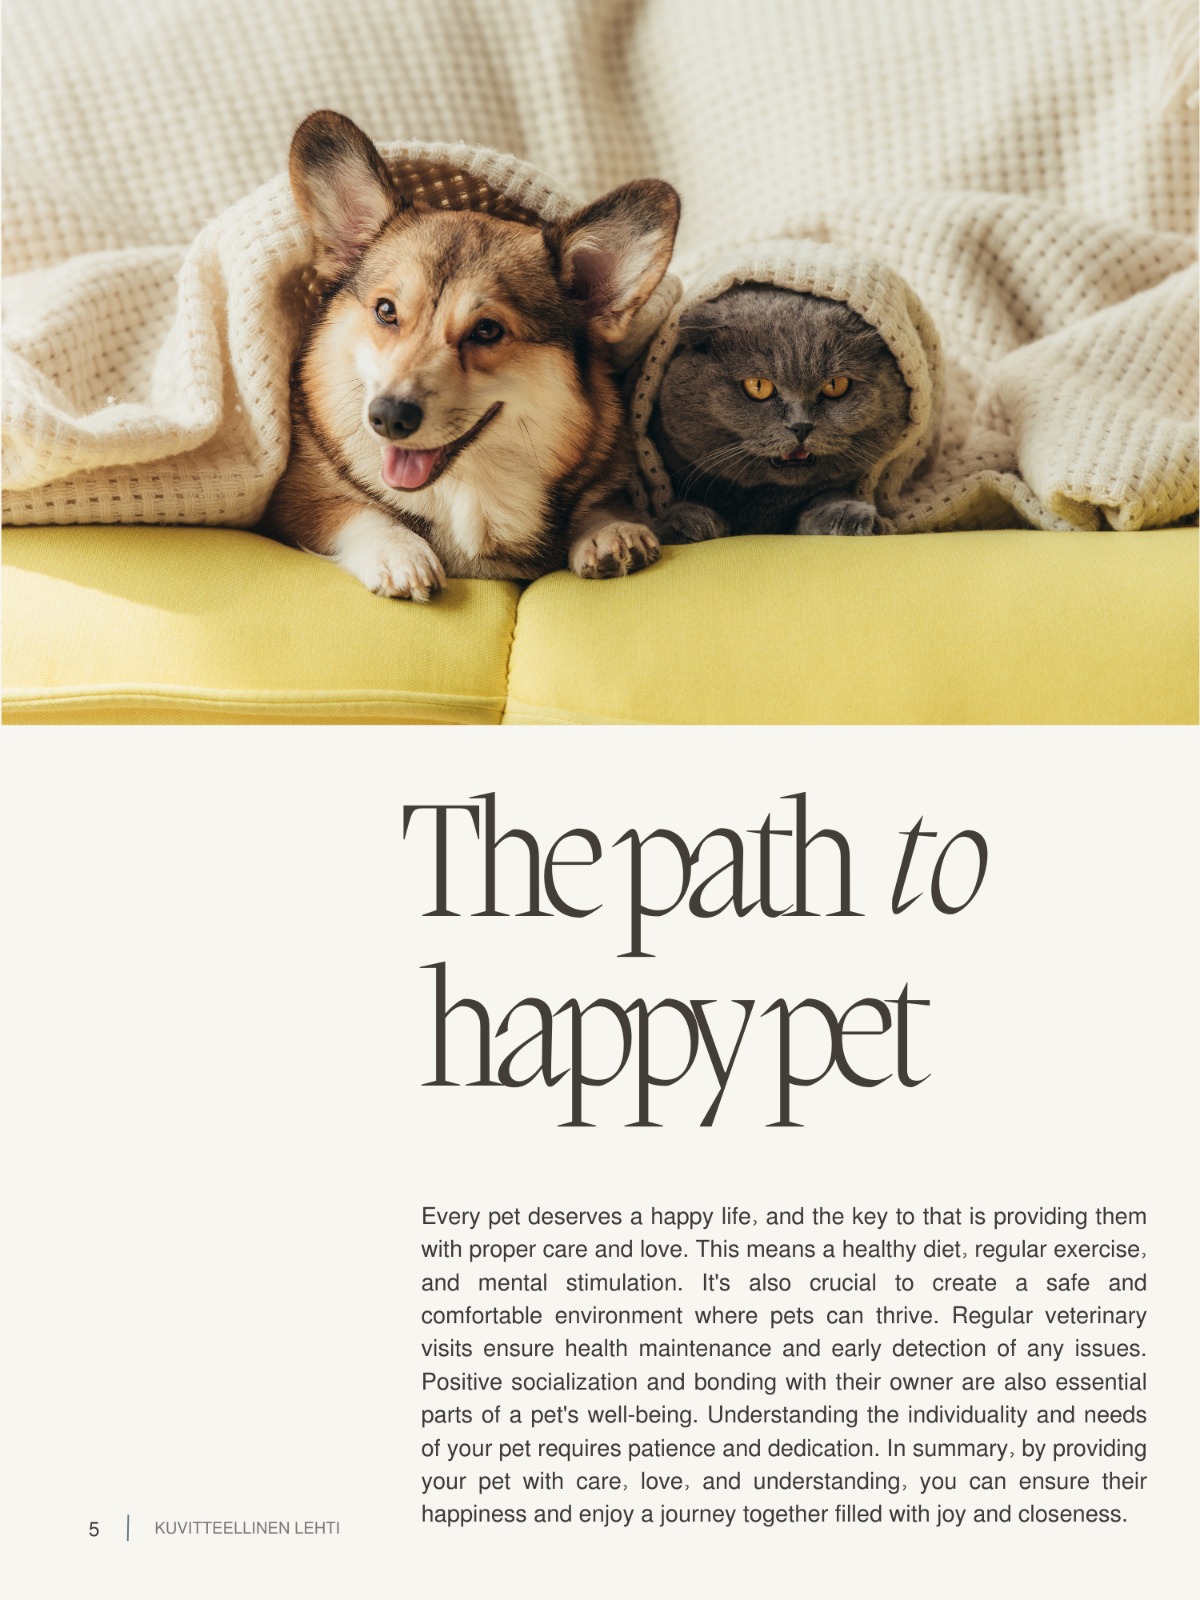 The path to
happy pet
Every pet deserves a happy life, and the key to that is providing them
with proper care and love. This means a healthy diet, regular exercise,
and mental stimulation. It's also crucial to create a safe and
comfortable environment where pets can thrive. Regular veterinary
visits ensure health maintenance and early detection of any issues.
Positive socialization and bonding with their owner are also essential
parts of a pet's well-being. Understanding the individuality and needs
of your pet requires patience and dedication. In summary, by providing
your pet with care, love, and understanding, you can ensure their
happiness and enjoy a journey together filled with joy and closeness.
5 | KUVITTEELLINEN LEHTI